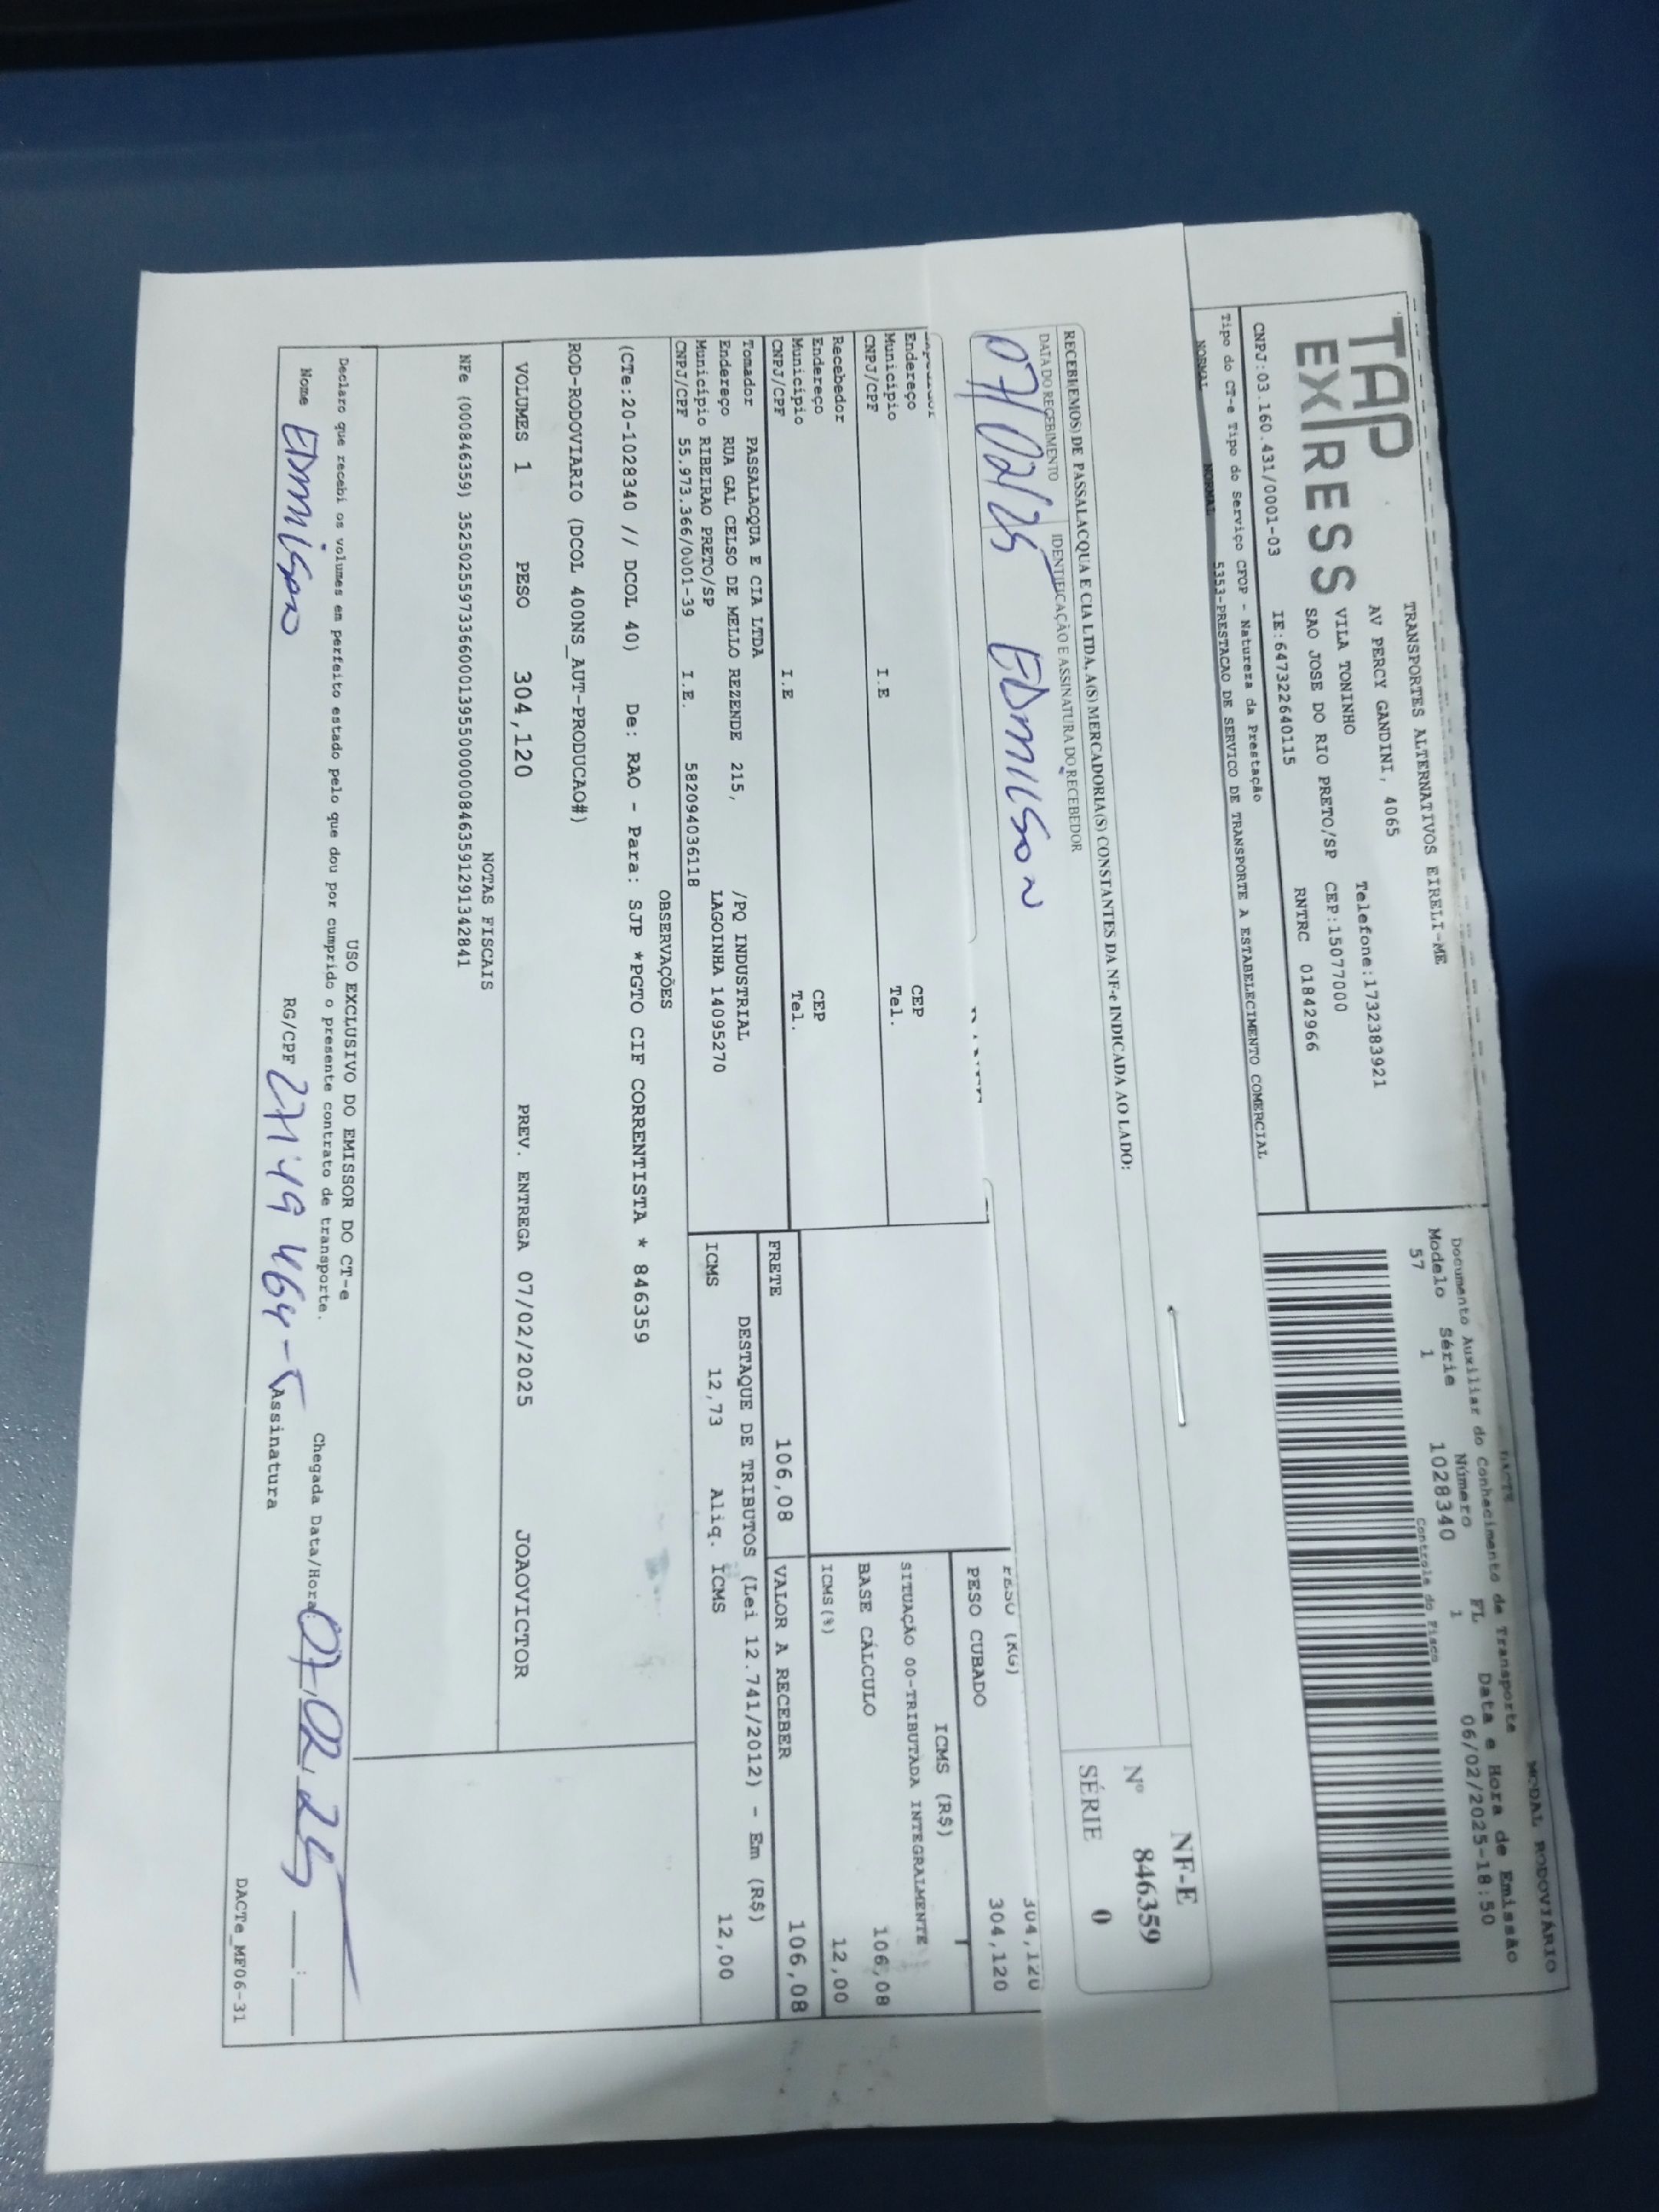 TAP
EXPRESS
TRANSPORTES ALTERNATIVOS EIRELI-ME
AV PERCY GANDINI, 4065
Telefone:1732383921
VILA TONINHO
SAO JOSE DO RIO PRETO/SP CEP:15077000
CNPJ:03.160.431/0001-03 IE:647322640115 RNTRC 01842966
Tipo do CT-e Tipo do Serviço CFOP - Natureza da Prestação
NORMAL NORMAL 5353-PRESTACAO DE SERVICO DE TRANSPORTE A ESTABELECIMENTO COMERCIAL
DACTE MODAL RODOVIÁRIO
Documento Auxiliar do Conhecimento de Transporte
Modelo Série Número FL Data e Hora de Emissão
57 1 1028340 1 06/02/2025-18:50
Controle do Fisco
RECEBI(EMOS) DE PASSALACQUA E CIA LTDA, A(S) MERCADORIA(S) CONSTANTES DA NF-e INDICADA AO LADO:
DATA DO RECEBIMENTO IDENTIFICAÇÃO E ASSINATURA DO RECEBEDOR
07/02/25 EDMILSON
NF-E
Nº 846359
SÉRIE 0
Endereço CEP
Município Tel.
CNPJ/CPF I.E
Recebedor
Endereço CEP
Município Tel.
CNPJ/CPF I.E
PESO (KG) 304,120
PESO CUBADO 304,120
ICMS (R$)
SITUAÇÃO 00-TRIBUTADA INTEGRALMENTE
BASE CÁLCULO 106,08
ICMS(%) 12,00
Tomador PASSALACQUA E CIA LTDA
Endereço RUA GAL CELSO DE MELLO REZENDE 215, /PQ INDUSTRIAL
Município RIBEIRAO PRETO/SP LAGOINHA 14095270
CNPJ/CPF 55.973.366/0001-39 I.E. 582094036118
FRETE 106,08 VALOR A RECEBER 106,08
DESTAQUE DE TRIBUTOS (Lei 12.741/2012) - Em (R$)
ICMS 12,73 Aliq. ICMS 12,00
OBSERVAÇÕES
(CTe:20-1028340 // DCOL 40) De: RAO - Para: SJP *PGTO CIF CORRENTISTA * 846359
ROD-RODOVIARIO (DCOL 400NS_AUT-PRODUCAO#)
VOLUMES 1 PESO 304,120 PREV. ENTREGA 07/02/2025 JOAOVICTOR
NOTAS FISCAIS
NFe (000846359) 35250255973366000139550000008463591291342841
USO EXCLUSIVO DO EMISSOR DO CT-e
Declaro que recebi os volumes em perfeito estado pelo que dou por cumprido o presente contrato de transporte.
Chegada Data/Hora 07.02.25 __:__
Nome EDMILSON RG/CPF Assinatura
DACTe_MF06-31